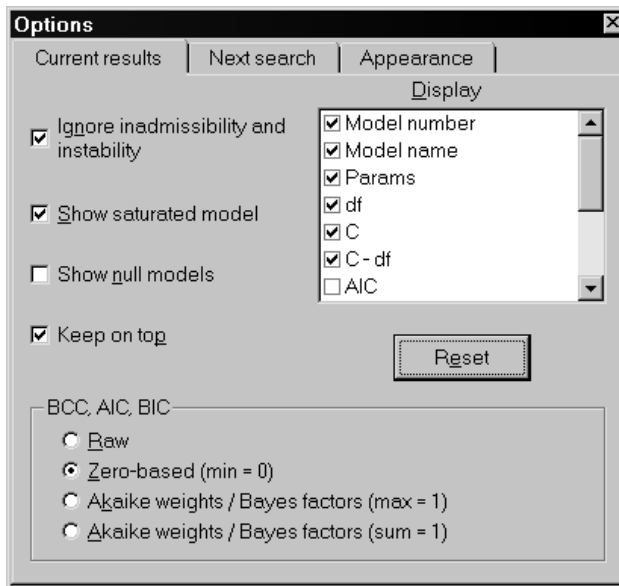 Options
Current results
Next search
Appearance
Display
Ignore inadmissibility and
instability
Show saturated model
Show null models
Keep on top
Model number
Model name
Params
df
C
C - df
AIC
Reset
BCC, AIC, BIC
Raw
Zero-based (min = 0)
Akaike weights / Bayes factors (max = 1)
Akaike weights / Bayes factors (sum = 1)